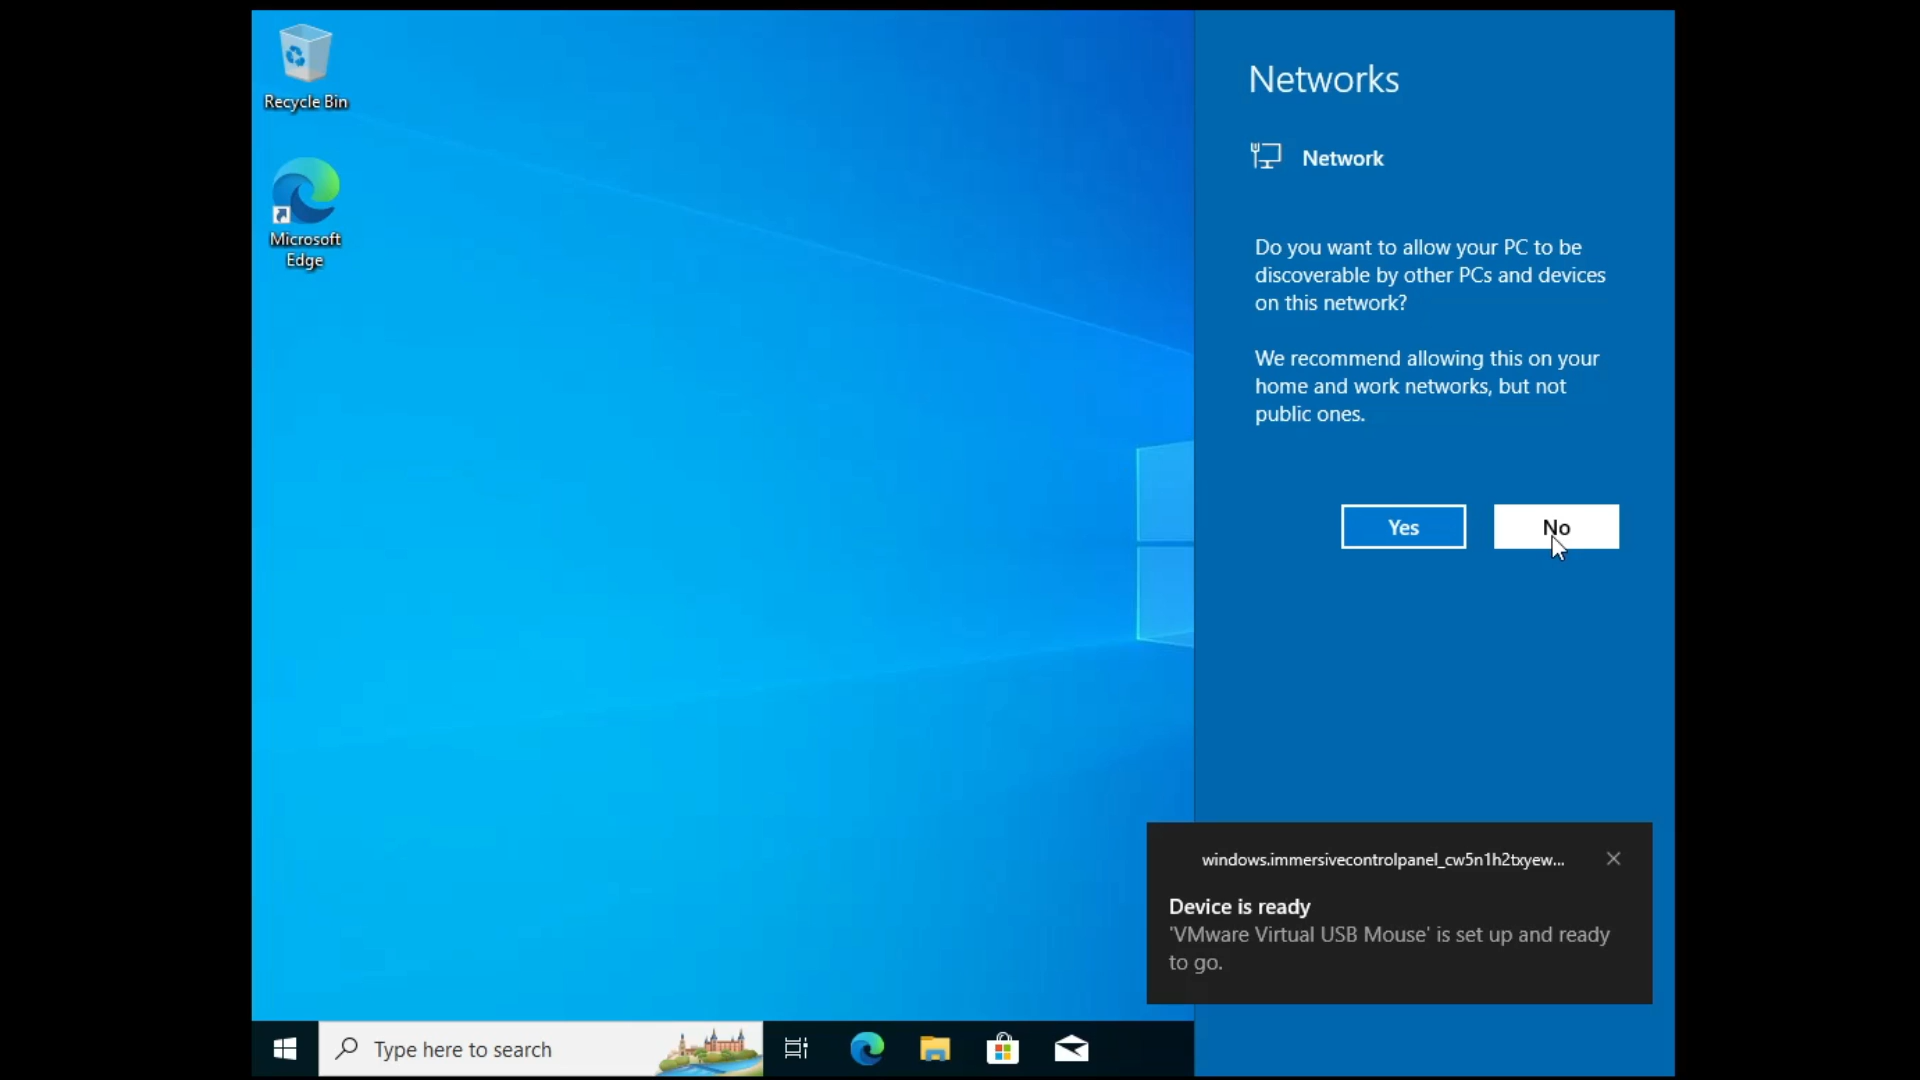 Recycle Bin
Microsoft
Edge
Networks
Network
Do you want to allow your PC to be
discoverable by other PCs and devices
on this network?
We recommend allowing this on your
home and work networks, but not
public ones.
Yes
No
windows.immersivecontrolpanel_cw5n1h2txyew...
Device is ready
'VMware Virtual USB Mouse' is set up and ready
to go.
Type here to search